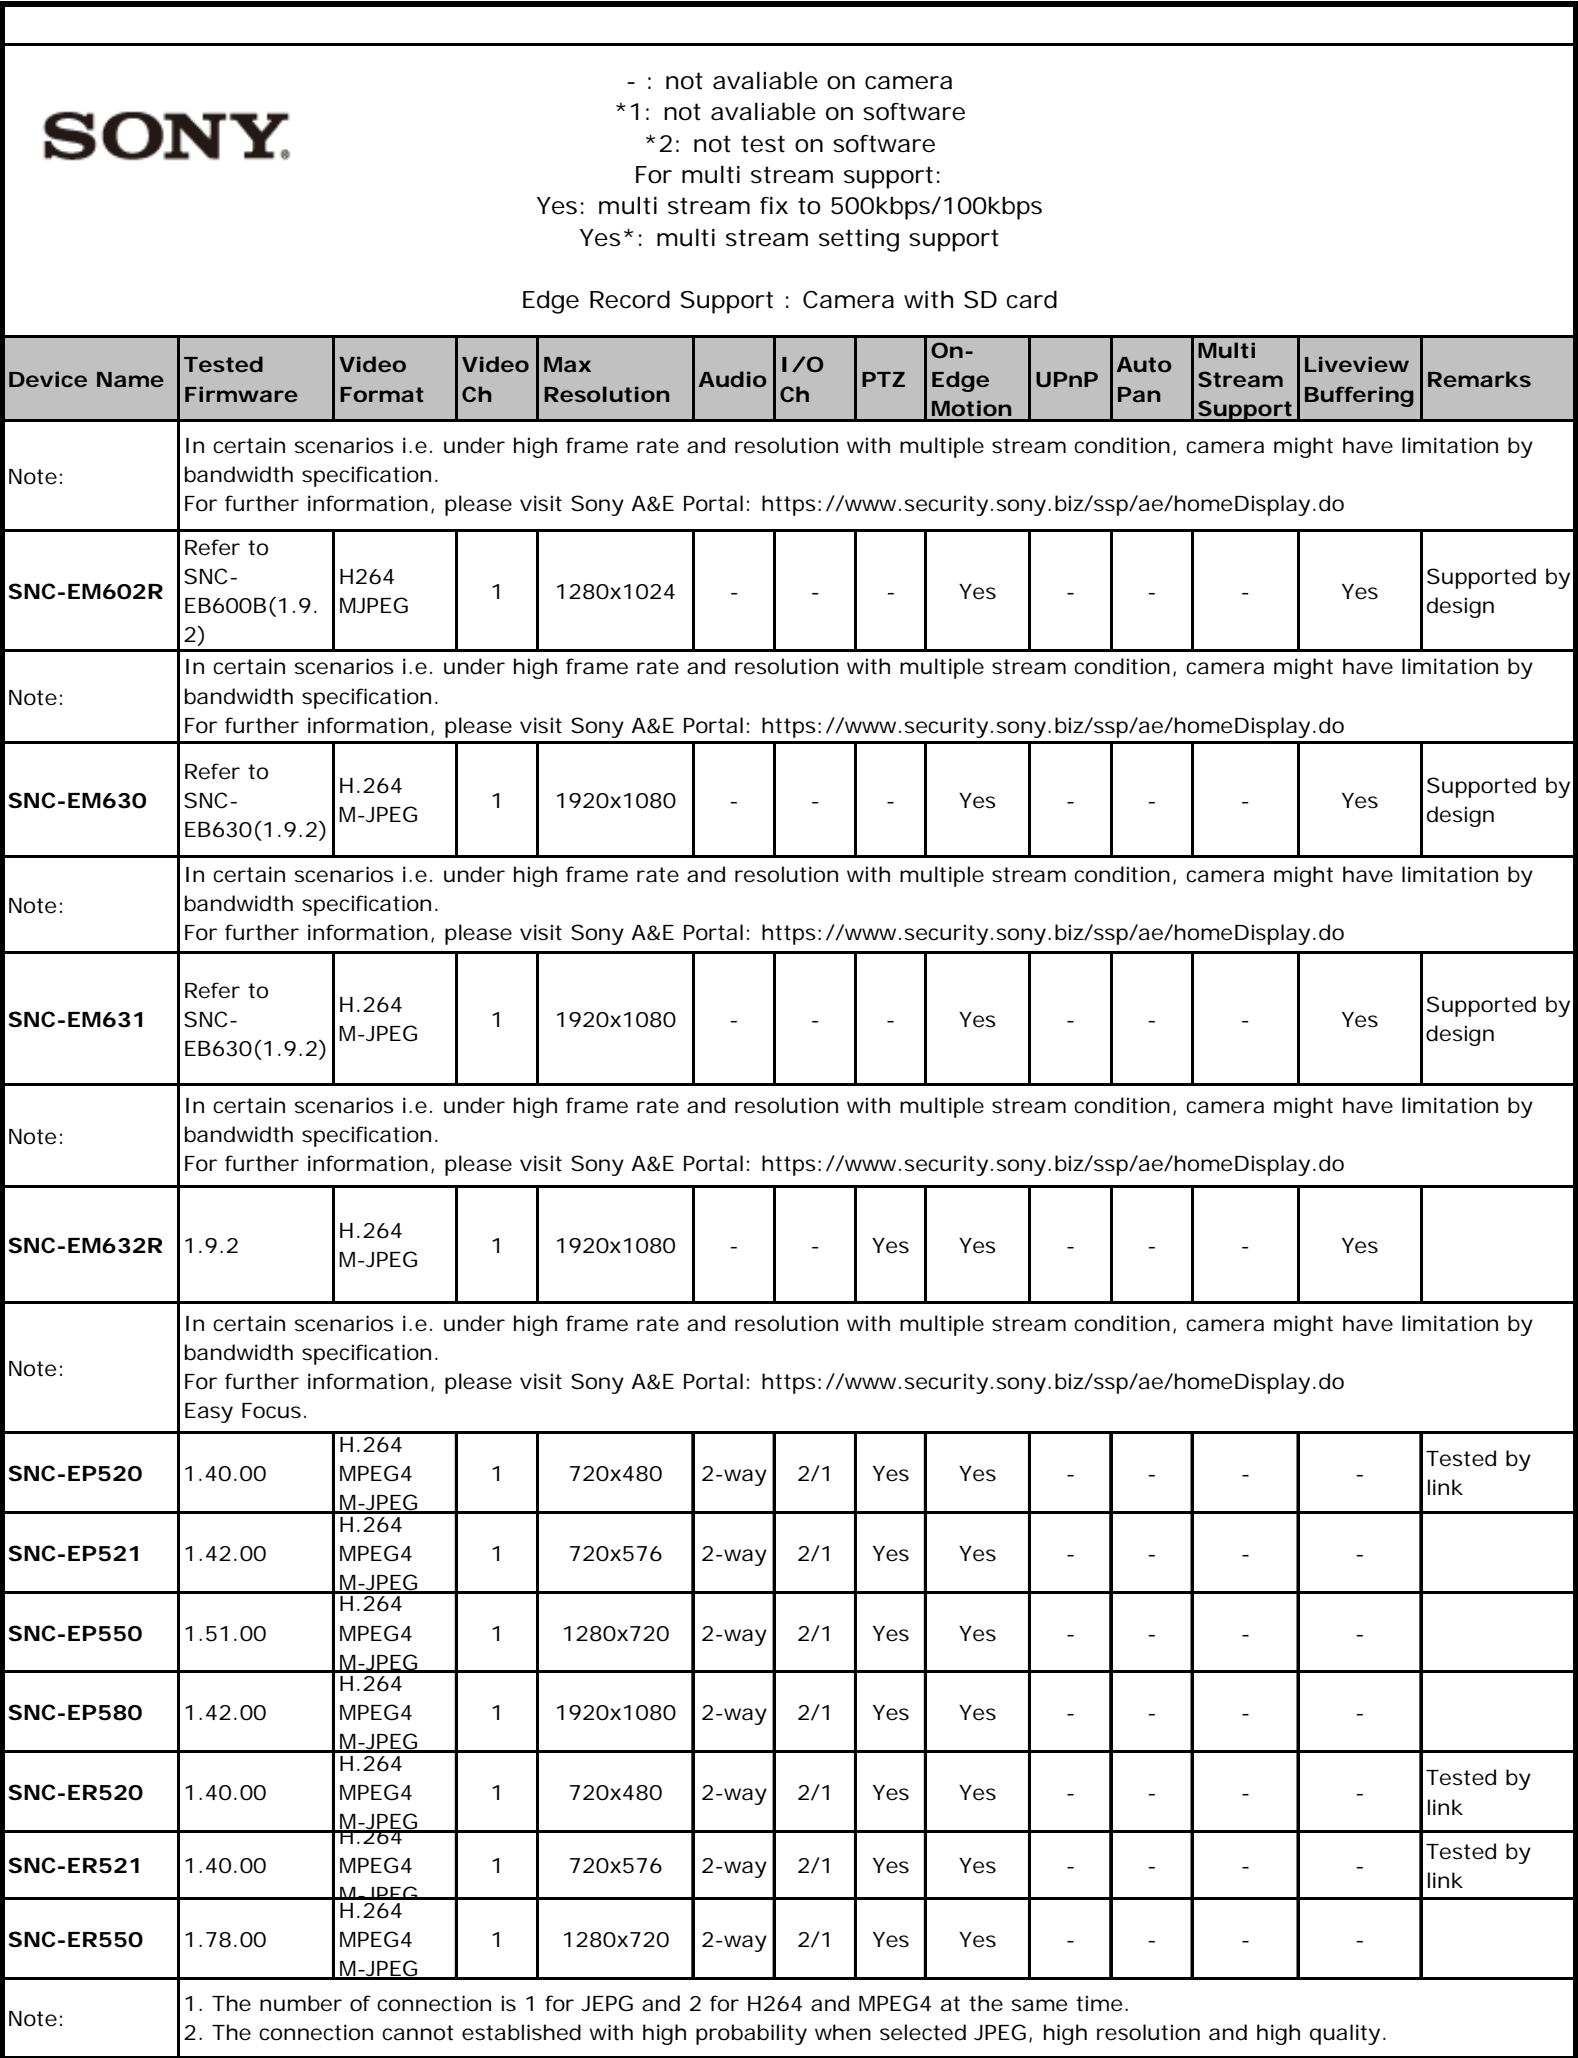 SONY
- : not avaliable on camera
*1: not avaliable on software
*2: not test on software
For multi stream support:
Yes: multi stream fix to 500kbps/100kbps
Yes*: multi stream setting support
Edge Record Support : Camera with SD card
Device Name | Tested Firmware | Video Format | Video Ch | Max Resolution | Audio | I/O Ch | PTZ | On-Edge Motion | UPnP | Auto Pan | Multi Stream Support | Liveview Buffering | Remarks
Note: | In certain scenarios i.e. under high frame rate and resolution with multiple stream condition, camera might have limitation by
bandwidth specification.
For further information, please visit Sony A&E Portal: https://www.security.sony.biz/ssp/ae/homeDisplay.do
SNC-EM602R | Refer to SNC-EB600B(1.9.2) | H264 MJPEG | 1 | 1280x1024 | - | - | - | Yes | - | - | - | Yes | Supported by design
Note: | In certain scenarios i.e. under high frame rate and resolution with multiple stream condition, camera might have limitation by
bandwidth specification.
For further information, please visit Sony A&E Portal: https://www.security.sony.biz/ssp/ae/homeDisplay.do
SNC-EM630 | Refer to SNC-EB630(1.9.2) | H.264 M-JPEG | 1 | 1920x1080 | - | - | - | Yes | - | - | - | Yes | Supported by design
Note: | In certain scenarios i.e. under high frame rate and resolution with multiple stream condition, camera might have limitation by
bandwidth specification.
For further information, please visit Sony A&E Portal: https://www.security.sony.biz/ssp/ae/homeDisplay.do
SNC-EM631 | Refer to SNC-EB630(1.9.2) | H.264 M-JPEG | 1 | 1920x1080 | - | - | - | Yes | - | - | - | Yes | Supported by design
Note: | In certain scenarios i.e. under high frame rate and resolution with multiple stream condition, camera might have limitation by
bandwidth specification.
For further information, please visit Sony A&E Portal: https://www.security.sony.biz/ssp/ae/homeDisplay.do
SNC-EM632R | 1.9.2 | H.264 M-JPEG | 1 | 1920x1080 | - | - | Yes | Yes | - | - | - | Yes |
Note: | In certain scenarios i.e. under high frame rate and resolution with multiple stream condition, camera might have limitation by
bandwidth specification.
For further information, please visit Sony A&E Portal: https://www.security.sony.biz/ssp/ae/homeDisplay.do
Easy Focus.
SNC-EP520 | 1.40.00 | H.264 MPEG4 M-JPEG | 1 | 720x480 | 2-way | 2/1 | Yes | Yes | - | - | - | - | Tested by link
SNC-EP521 | 1.42.00 | H.264 MPEG4 M-JPEG | 1 | 720x576 | 2-way | 2/1 | Yes | Yes | - | - | - | - |
SNC-EP550 | 1.51.00 | H.264 MPEG4 M-JPEG | 1 | 1280x720 | 2-way | 2/1 | Yes | Yes | - | - | - | - |
SNC-EP580 | 1.42.00 | H.264 MPEG4 M-JPEG | 1 | 1920x1080 | 2-way | 2/1 | Yes | Yes | - | - | - | - |
SNC-ER520 | 1.40.00 | H.264 MPEG4 M-JPEG | 1 | 720x480 | 2-way | 2/1 | Yes | Yes | - | - | - | - | Tested by link
SNC-ER521 | 1.40.00 | H.264 MPEG4 M-JPEG | 1 | 720x576 | 2-way | 2/1 | Yes | Yes | - | - | - | - | Tested by link
SNC-ER550 | 1.78.00 | H.264 MPEG4 M-JPEG | 1 | 1280x720 | 2-way | 2/1 | Yes | Yes | - | - | - | - |
Note: | 1. The number of connection is 1 for JEPG and 2 for H264 and MPEG4 at the same time.
2. The connection cannot established with high probability when selected JPEG, high resolution and high quality.